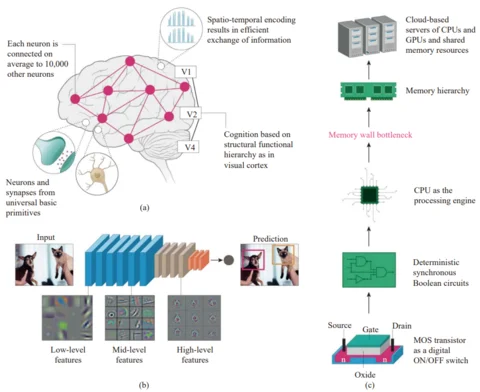 Spatio-temporal encoding
results in efficient
exchange of information
Each neuron is
connected on
average to 10,000
other neurons
V1
V2
V4
Cognition based on
structural functional
hierarchy as in
visual cortex
Neurons and
synapses from
universal basic
primitives
(a)
Input
Prediction
Low-level
features
Mid-level
features
High-level
features
(b)
Cloud-based
servers of CPUs and
GPUs and shared
memory resources
Memory hierarchy
Memory wall bottleneck
CPU as the
processing engine
Deterministic
synchronous
Boolean circuits
Source
Gate
Drain
n
n
MOS transistor
as a digital
ON/OFF switch
Oxide
(c)